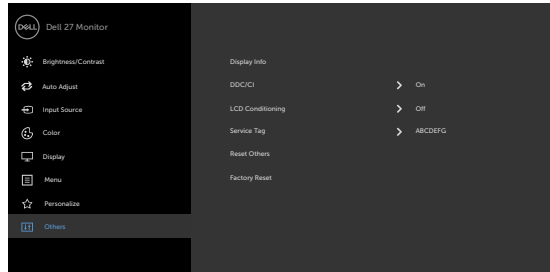 DELL Dell 27 Monitor
Brightness/Contrast
Auto Adjust
Input Source
Color
Display
Menu
Personalize
Others
Display Info
DDC/CI > On
LCD Conditioning > Off
Service Tag > ABCDEFG
Reset Others
Factory Reset